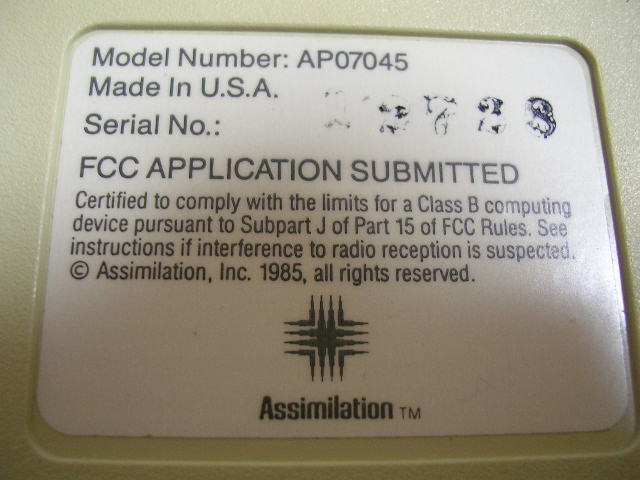 Model Number: AP07045
Made In U.S.A.
Serial No.:
FCC APPLICATION SUBMITTED
Certified to comply with the limits for a Class B computing
device pursuant to Subpart J of Part 15 of FCC Rules. See
instructions if interference to radio reception is suspected.
© Assimilation, Inc. 1985, all rights reserved.
Assimilation TM